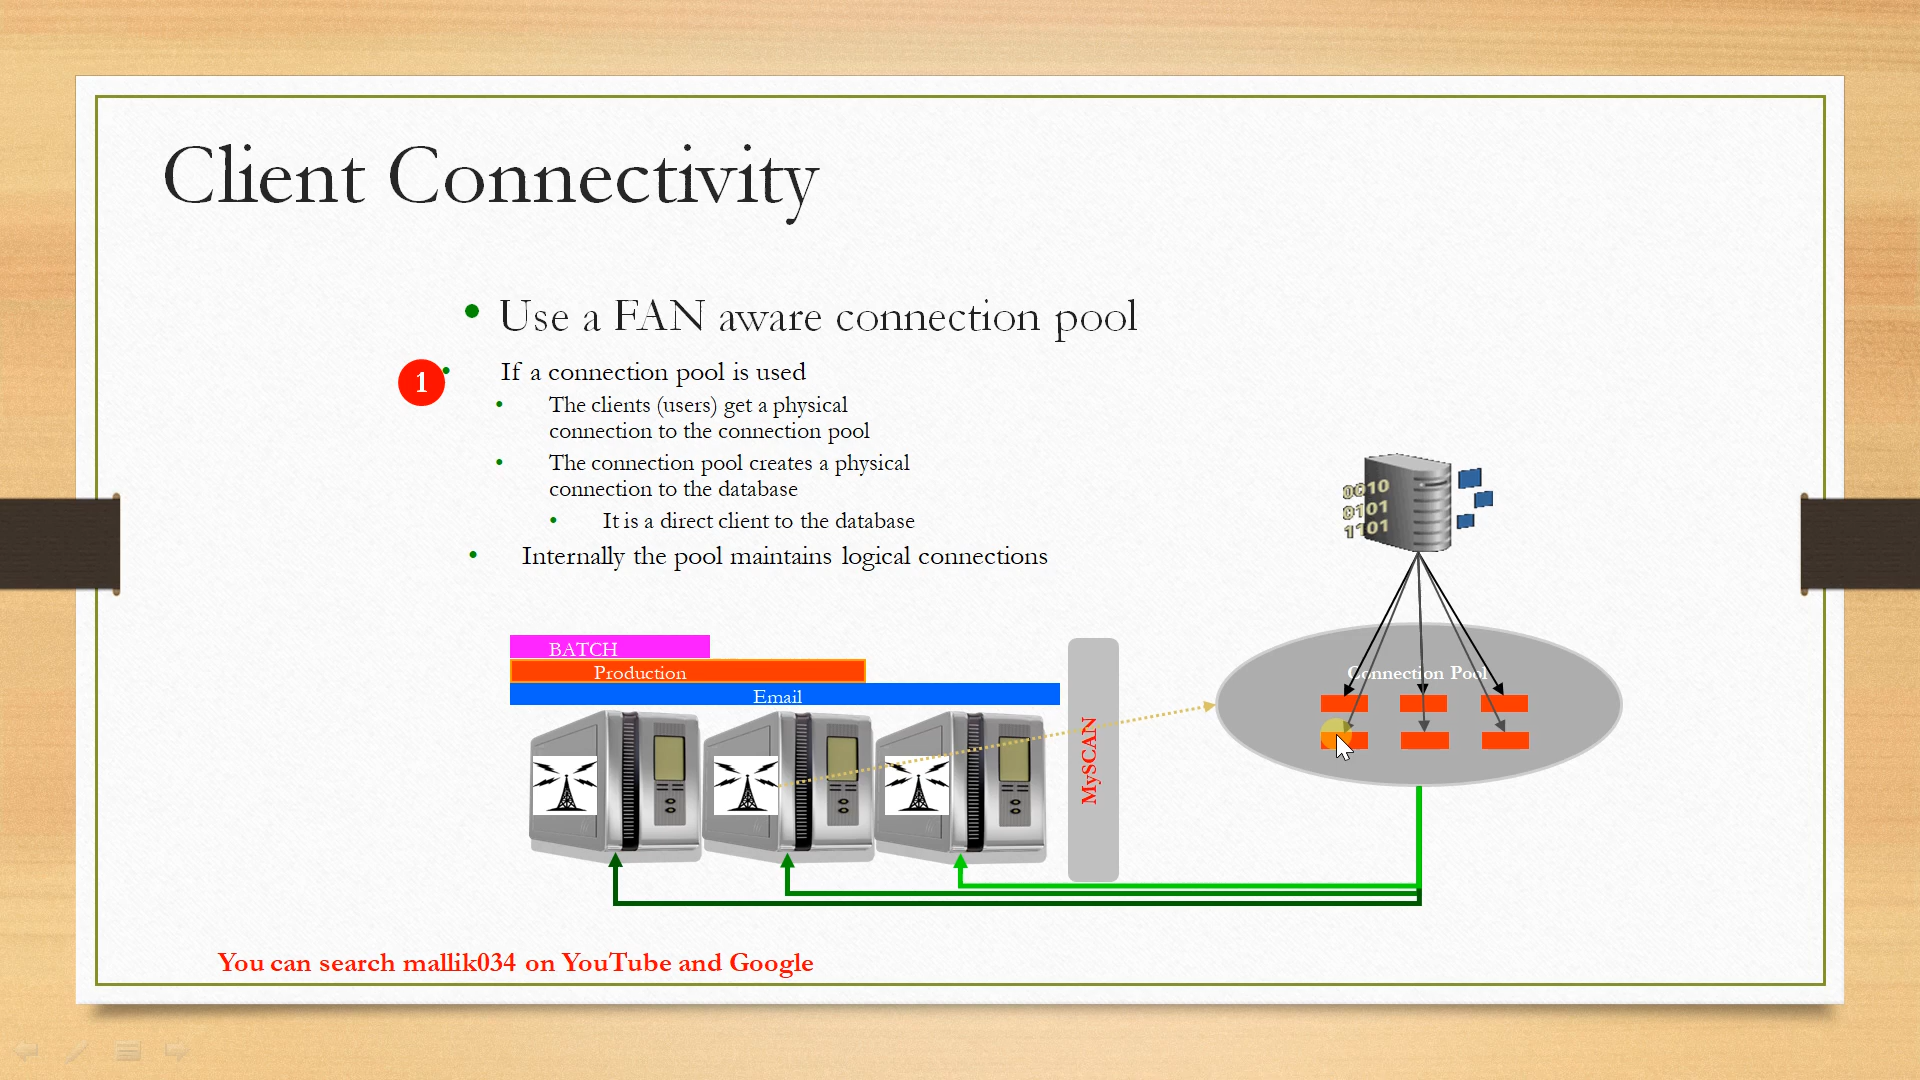 Client Connectivity
Use a FAN aware connection pool
1
If a connection pool is used
The clients (users) get a physical
connection to the connection pool
The connection pool creates a physical
connection to the database
It is a direct client to the database
Internally the pool maintains logical connections
0010
0101
1101
BATCH
Production
Email
MySCAN
Connection Pool
You can search mallik034 on YouTube and Google